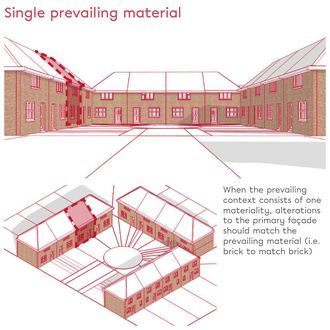 Single prevailing material
When the prevailing
context consists of one
materiality, alterations
to the primary façade
should match the
prevailing material (i.e.
brick to match brick)